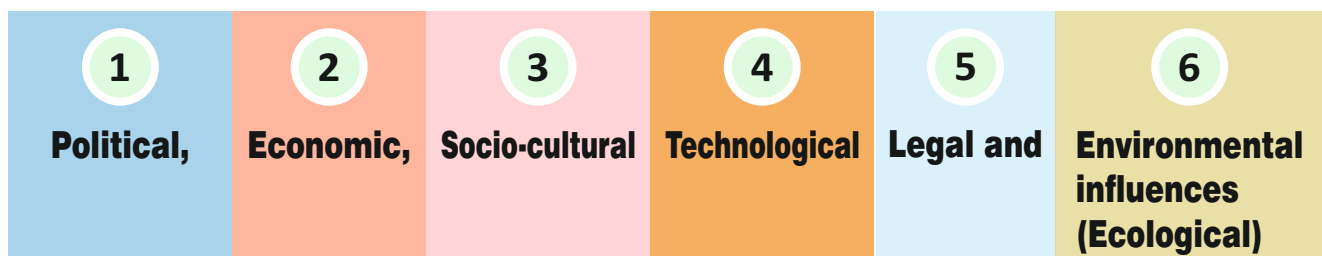 1
Political,
2
Economic,
3
Socio-cultural
4
Technological
5
Legal and
6
Environmental
influences
(Ecological)